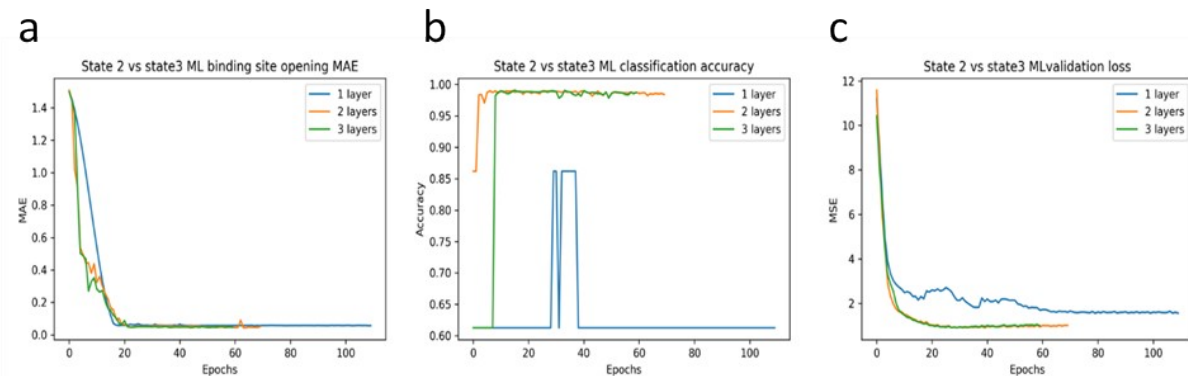 a
State 2 vs state3 ML binding site opening MAE
1 layer
2 layers
3 layers
1.4
1.2
1.0
0.8
0.6
0.4
0.2
0.0
MAE
0 20 40 60 80 100
Epochs
b
State 2 vs state3 ML classification accuracy
1 layer
2 layers
3 layers
1.00
0.95
0.90
0.85
0.80
0.75
0.70
0.65
0.60
Accuracy
0 20 40 60 80 100
Epochs
c
State 2 vs state3 MLvalidation loss
1 layer
2 layers
3 layers
12
10
8
6
4
2
MSE
0 20 40 60 80 100
Epochs